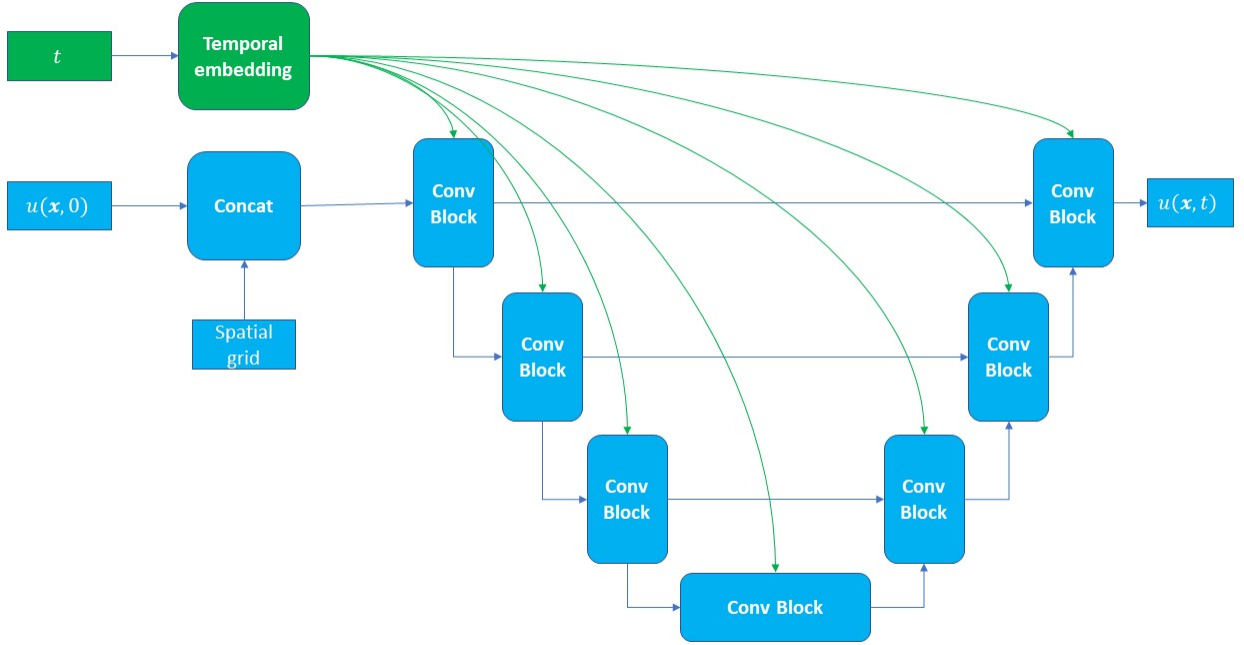 t
Temporal
embedding
u(x, 0)
Concat
Spatial
grid
Conv
Block
Conv
Block
u(x, t)
Conv
Block
Conv
Block
Conv
Block
Conv
Block
Conv Block